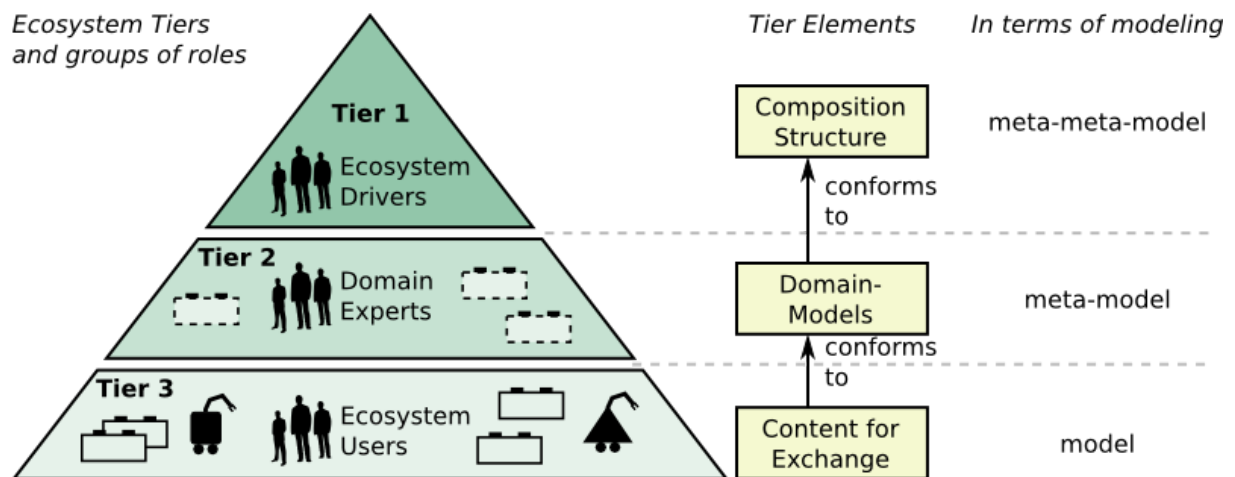 Ecosystem Tiers
and groups of roles
Tier Elements
In terms of modeling
Tier 1
Ecosystem
Drivers
Composition
Structure
meta-meta-model
conforms
to
Tier 2
Domain
Experts
Domain-
Models
meta-model
conforms
to
Tier 3
Ecosystem
Users
Content for
Exchange
model